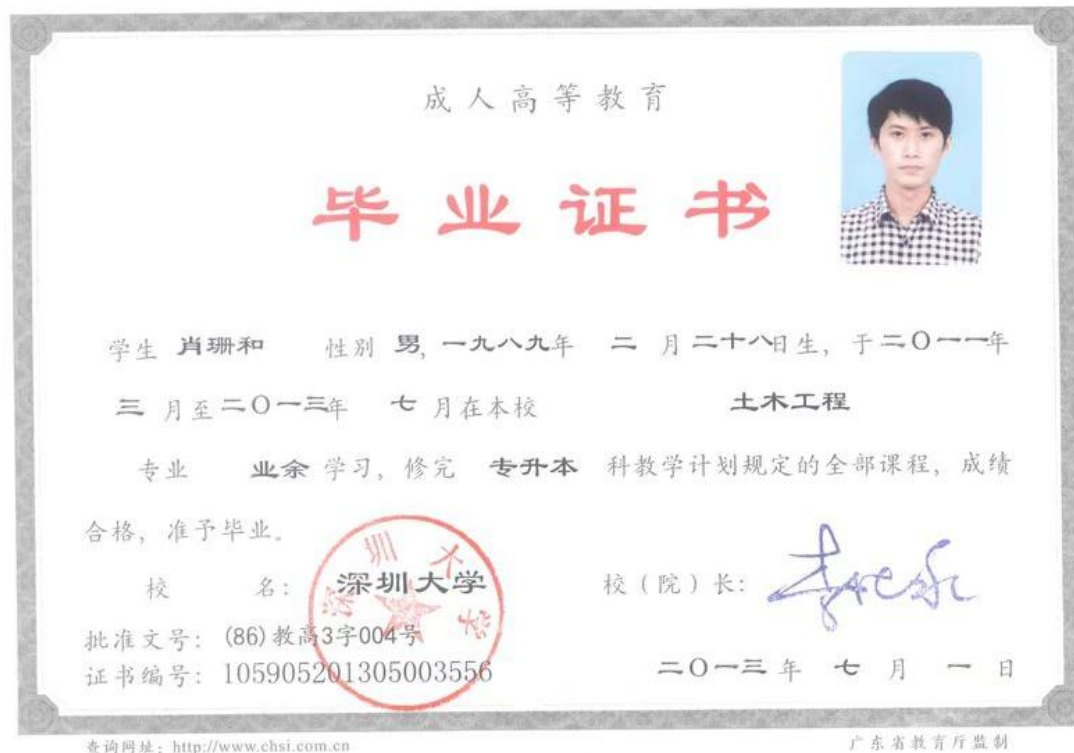 成人高等教育
毕业证书
学生 肖珊和 性别 男, 一九八九年 二 月 二十八日生, 于二〇一一年
三 月至二〇一三年 七 月在本校 土木工程
专业 业余 学习, 修完 专升本 科教学计划规定的全部课程, 成绩
合格, 准予毕业。
校 名: 深圳大学 校(院)长:
深圳大学
批准文号: (86)教高3字004号
证书编号: 105905201305003556 二〇一三年 七 月 一 日
查询网址: http://www.chsi.com.cn 广东省教育厅监制